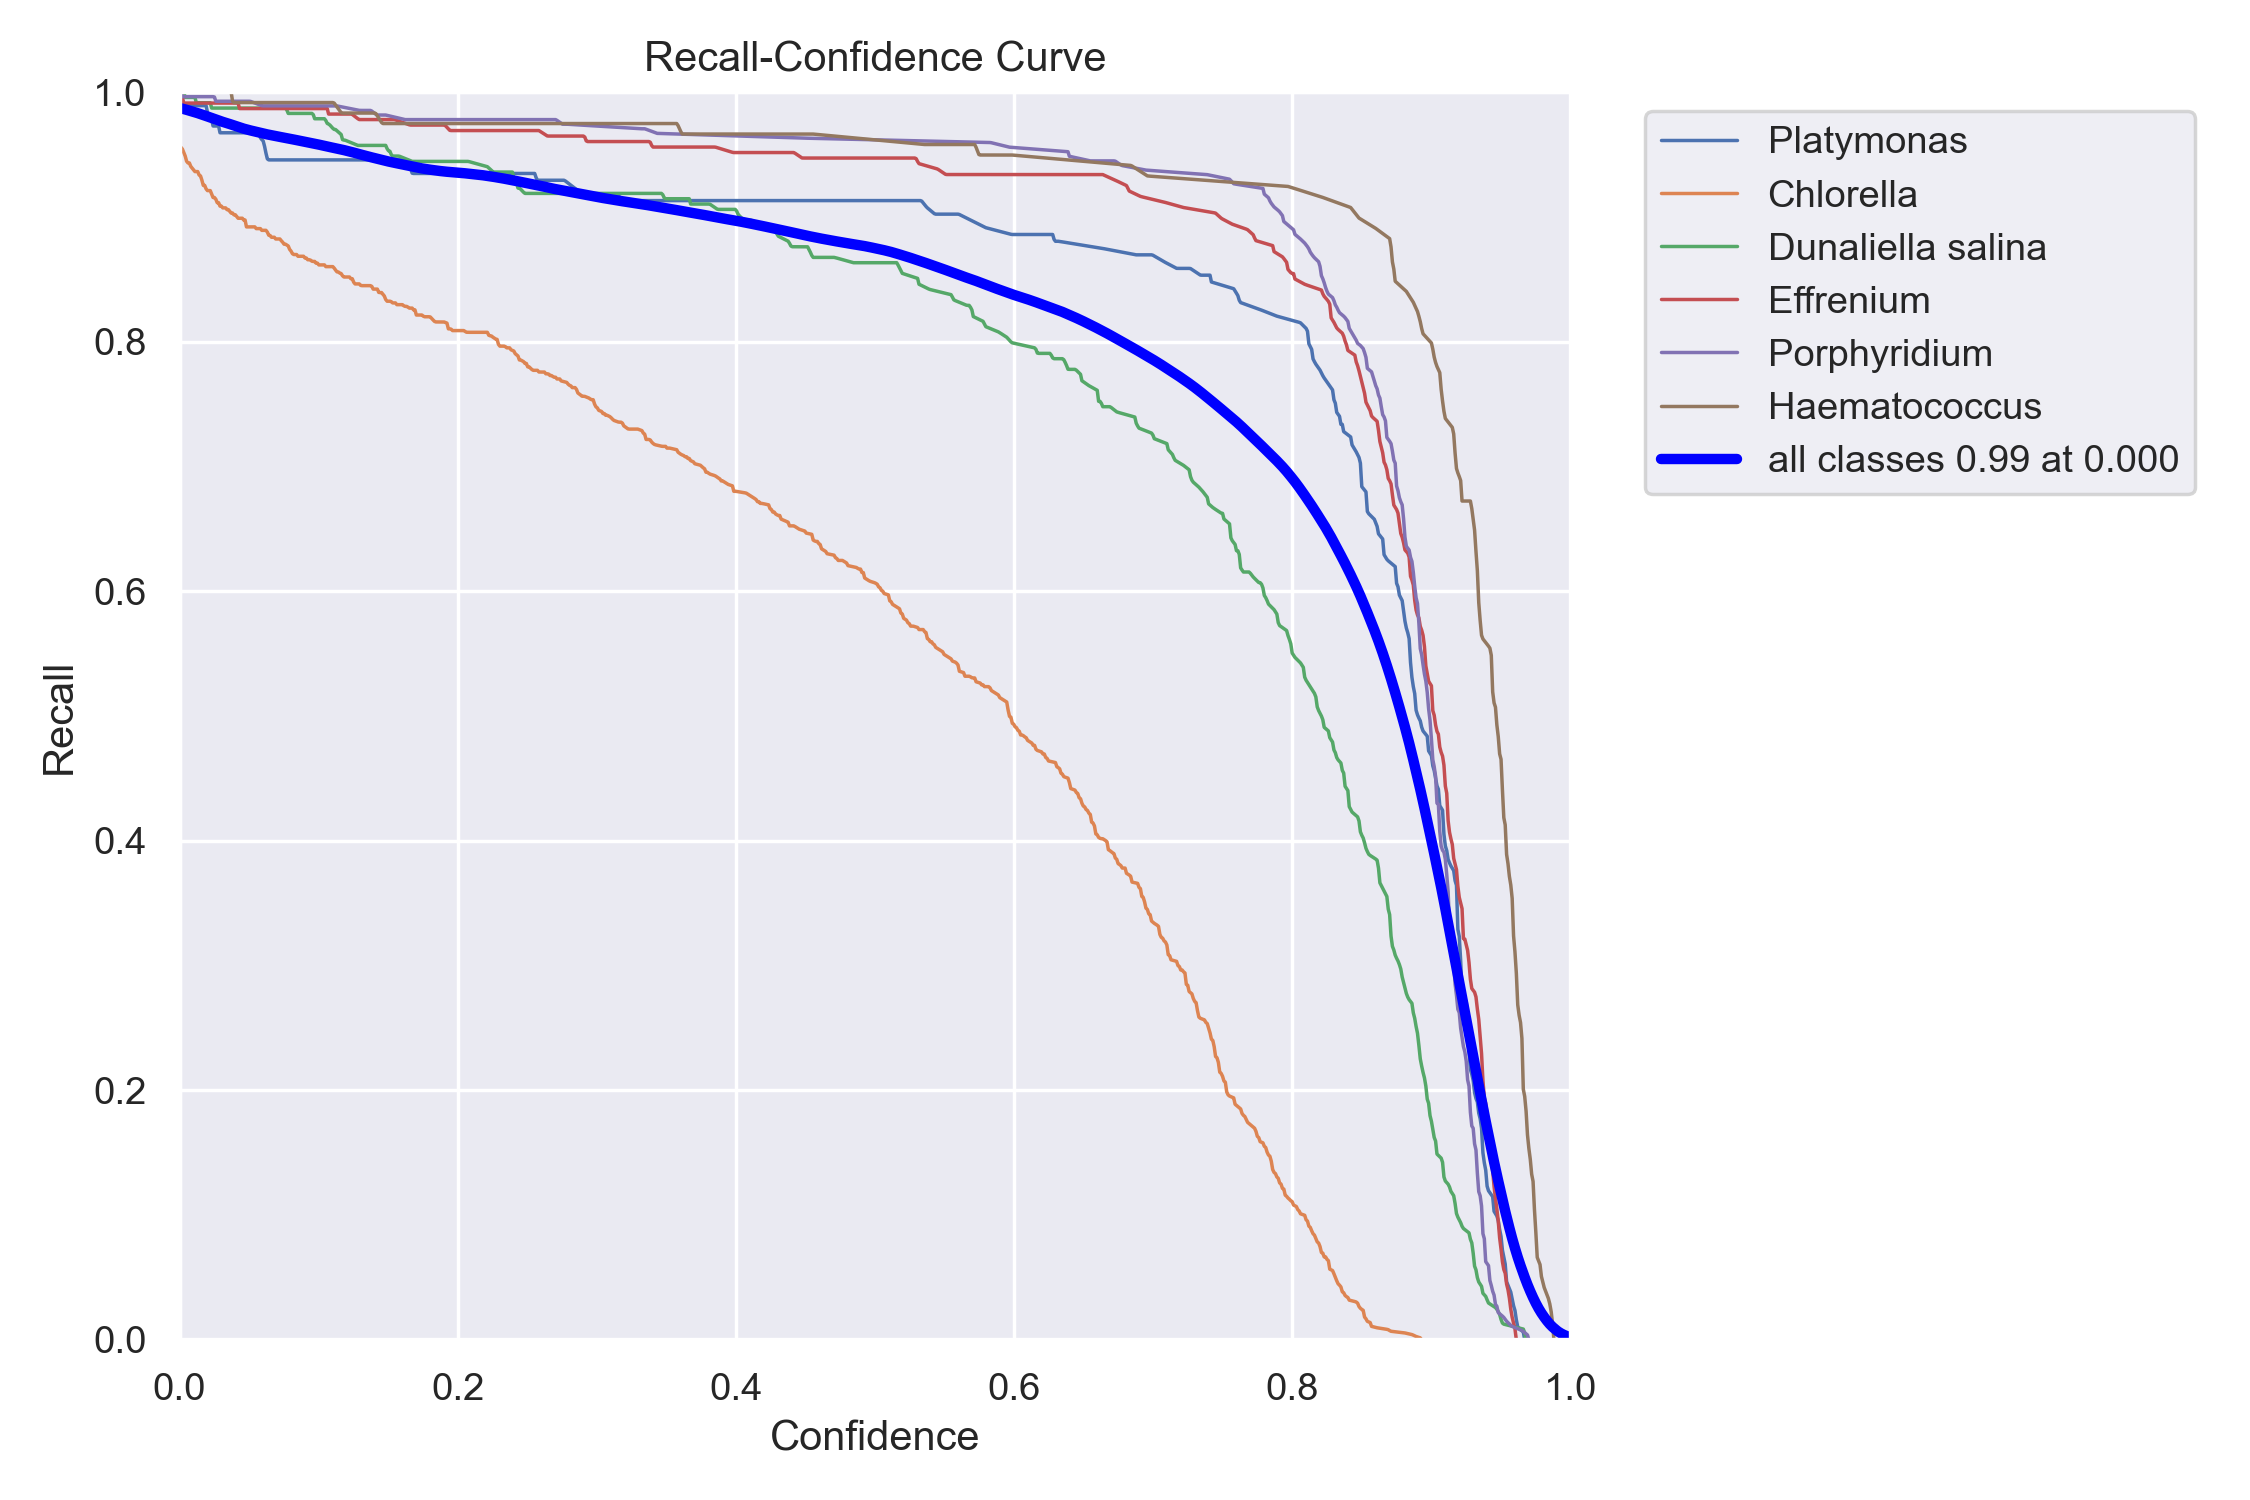 Recall-Confidence Curve
1.0
0.8
0.6
0.4
0.2
0.0
Recall
0.0 0.2 0.4 0.6 0.8 1.0
Confidence
Platymonas
Chlorella
Dunaliella salina
Effrenium
Porphyridium
Haematococcus
all classes 0.99 at 0.000